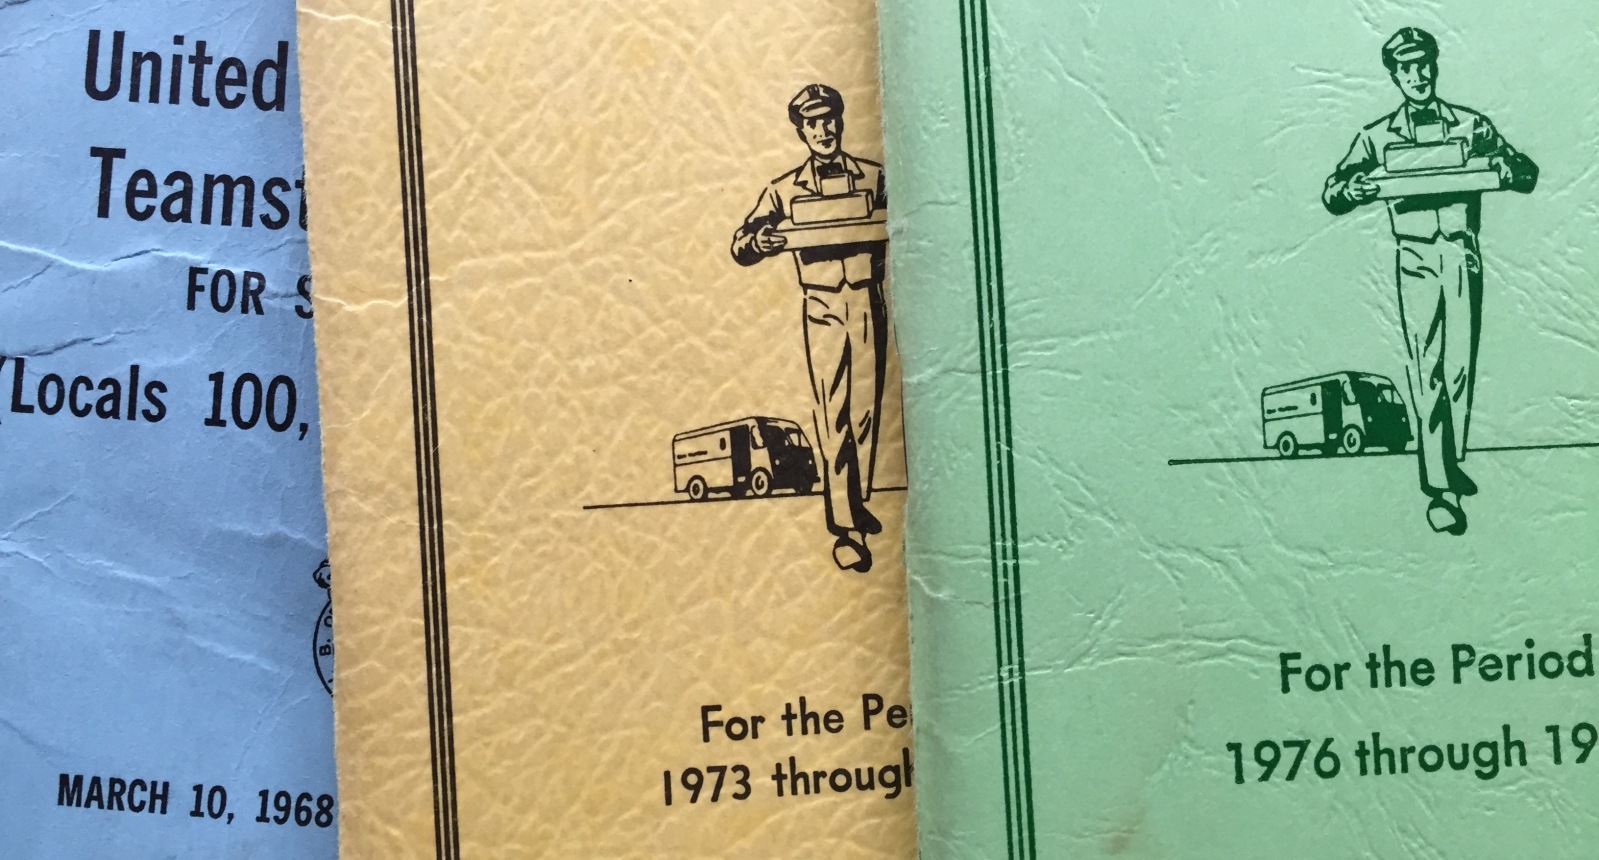 United
Teamst
FOR S
(Locals 100,
B. O
MARCH 10, 1968
For the Pe
1973 through
For the Period
1976 through 19